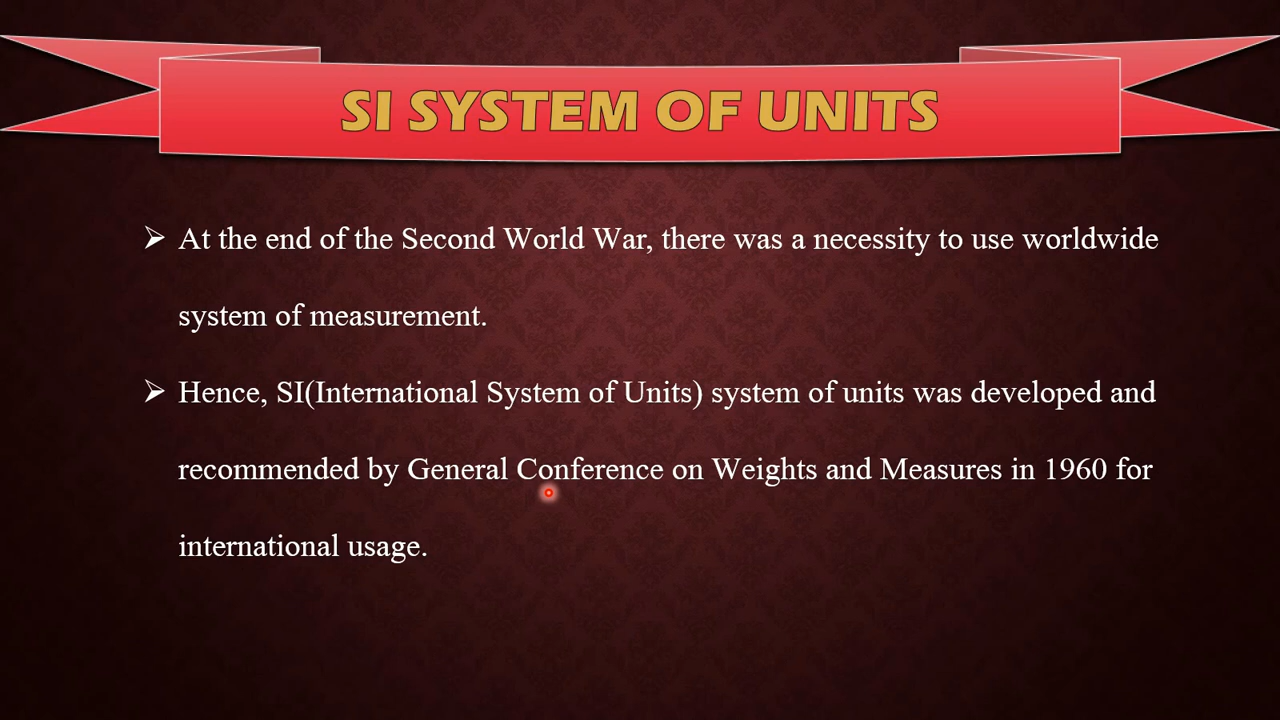 SI SYSTEM OF UNITS
➢ At the end of the Second World War, there was a necessity to use worldwide
system of measurement.
➢ Hence, SI(International System of Units) system of units was developed and
recommended by General Conference on Weights and Measures in 1960 for
international usage.